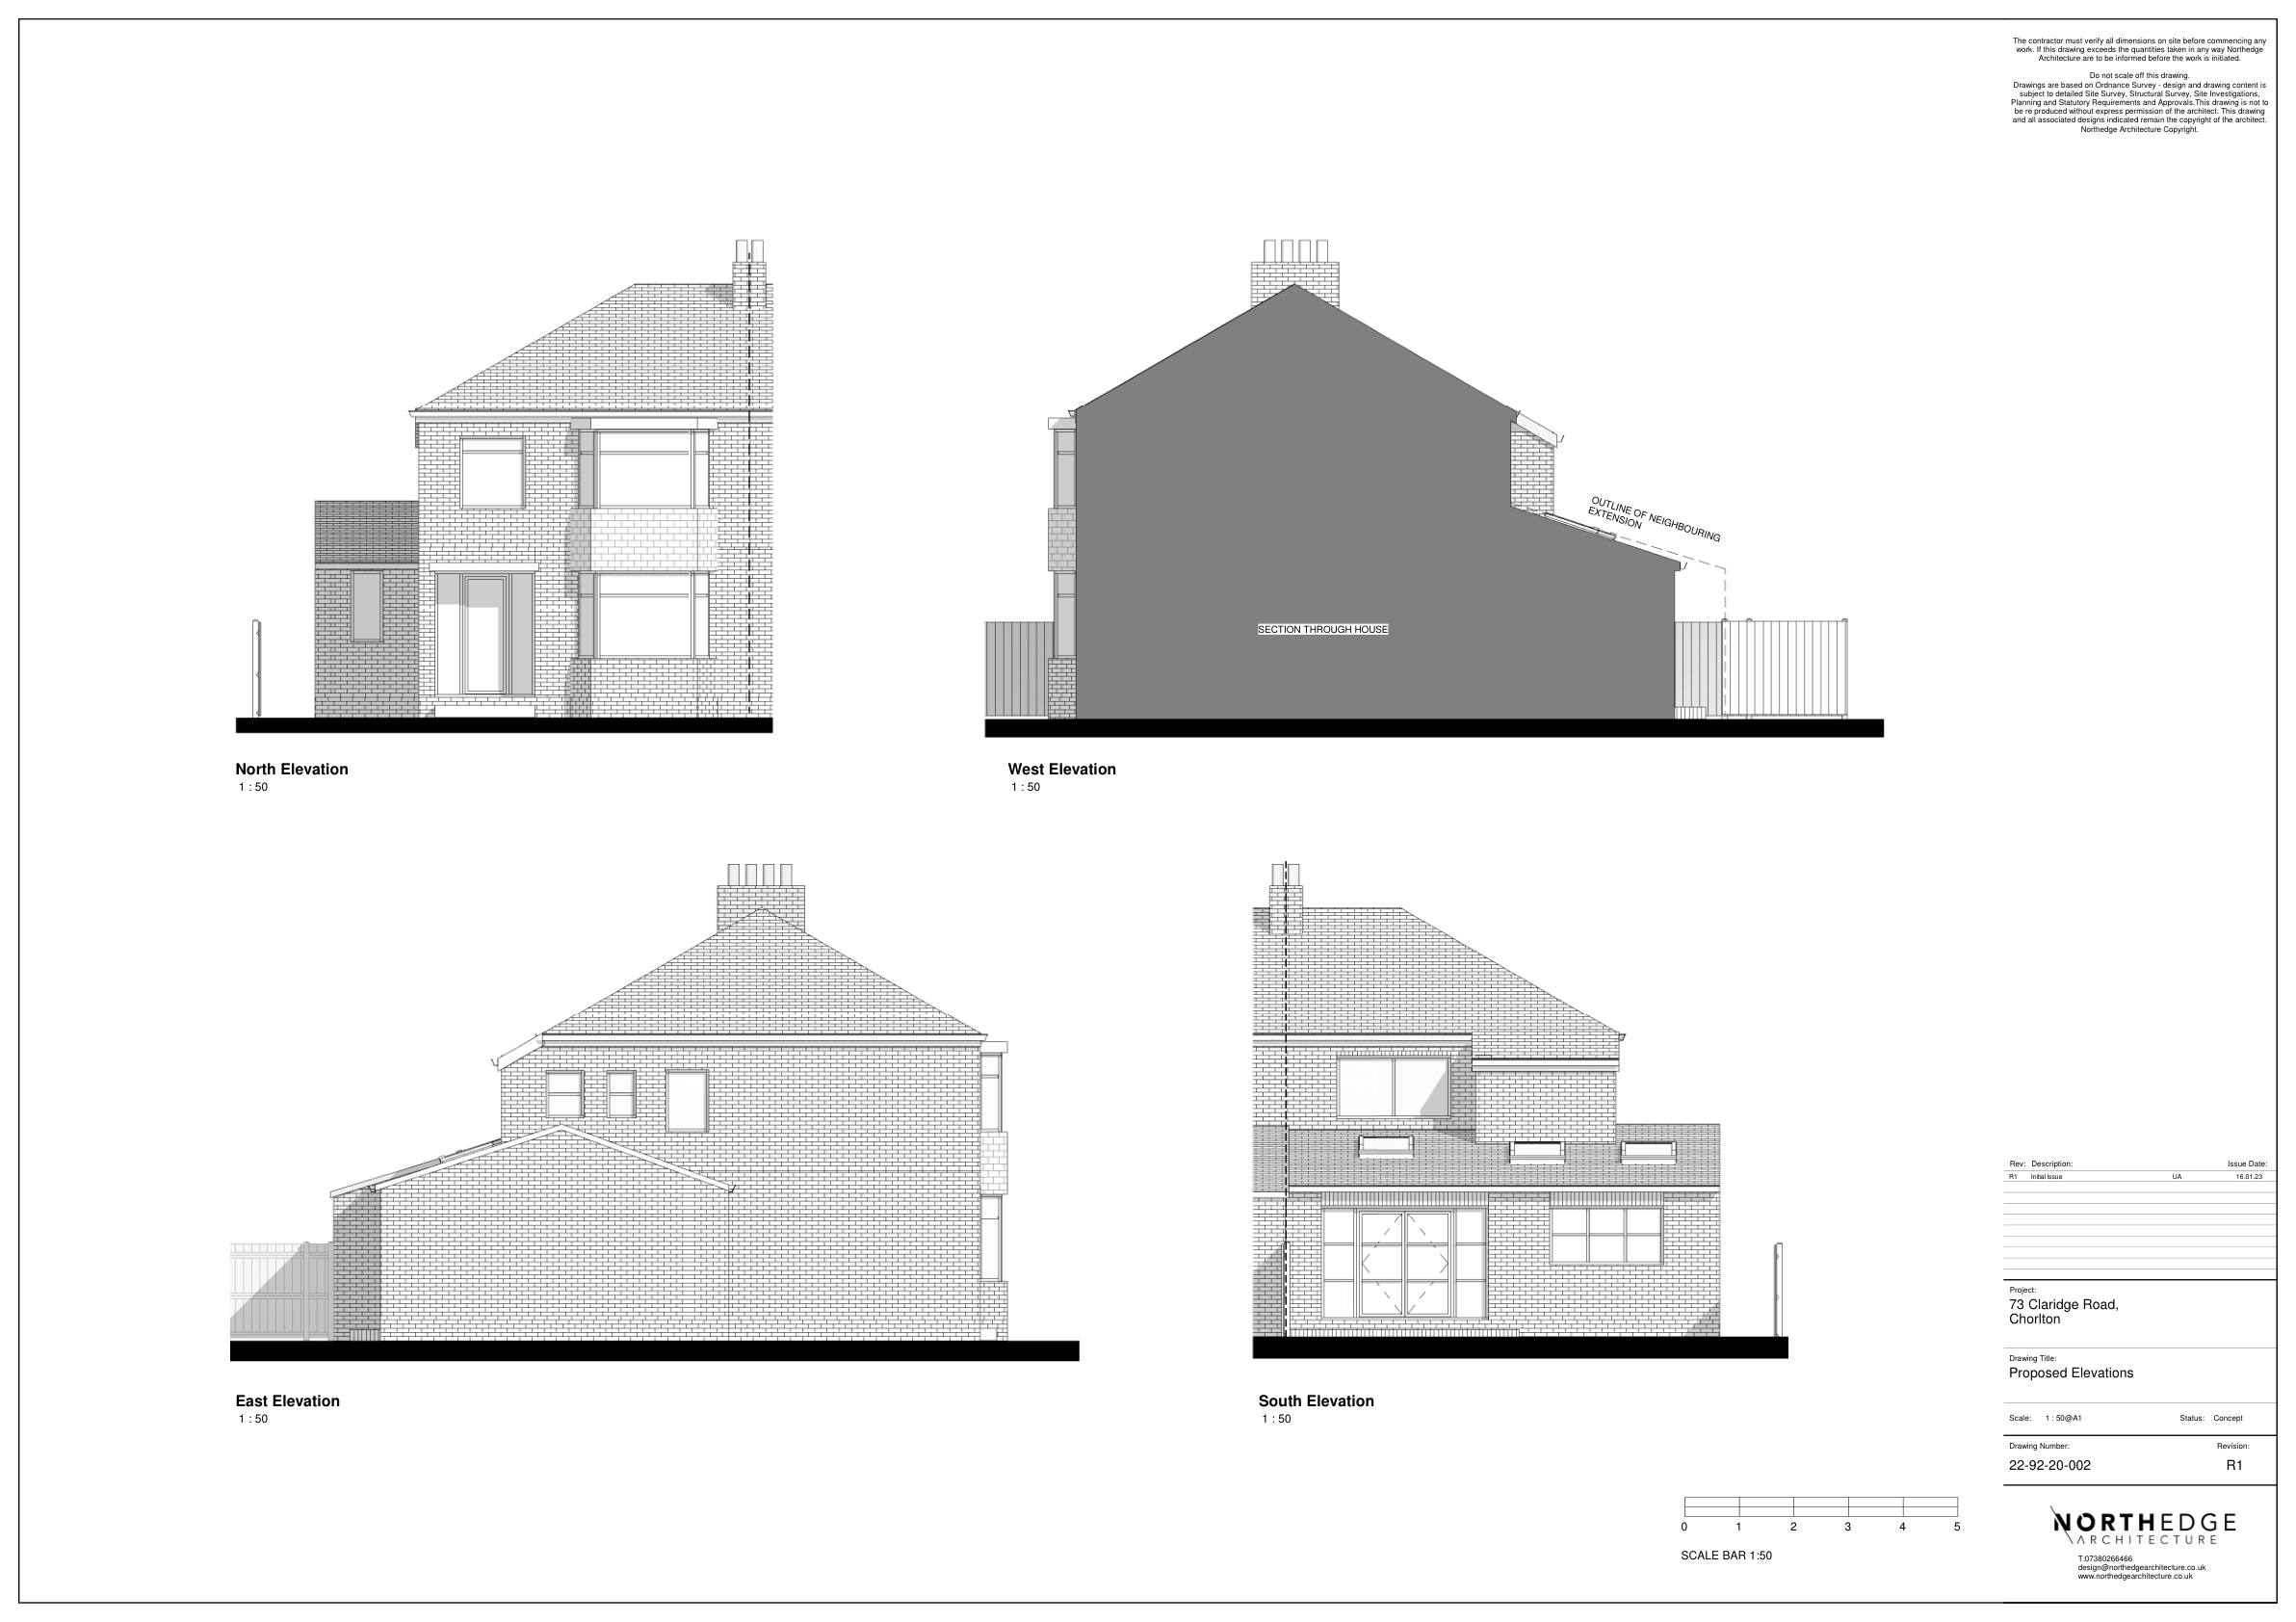 The contractor must verify all dimensions on site before commencing any
work. If this drawing exceeds the quantities taken in any way Northedge
Architecture are to be informed before the work is initiated.
Do not scale off this drawing.
Drawings are based on Ordnance Survey - design and drawing content is
subject to detailed Site Survey, Structural Survey, Site Investigations,
Planning and Statutory Requirements and Approvals.This drawing is not to
be re produced without express permission of the architect. This drawing
and all associated designs indicated remain the copyright of the architect.
Northedge Architecture Copyright.
OUTLINE OF NEIGHBOURING
EXTENSION
SECTION THROUGH HOUSE
North Elevation
1 : 50
West Elevation
1 : 50
East Elevation
1 : 50
South Elevation
1 : 50
0 1 2 3 4 5
SCALE BAR 1:50
Rev: Description: Issue Date:
R1 Initial Issue UA 16.01.23
Project:
73 Claridge Road,
Chorlton
Drawing Title:
Proposed Elevations
Scale: 1 : 50@A1 Status: Concept
Drawing Number: Revision:
22-92-20-002 R1
NORTHEDGE
ARCHITECTURE
T:07380266466
design@northedgearchitecture.co.uk
www.northedgearchitecture.co.uk